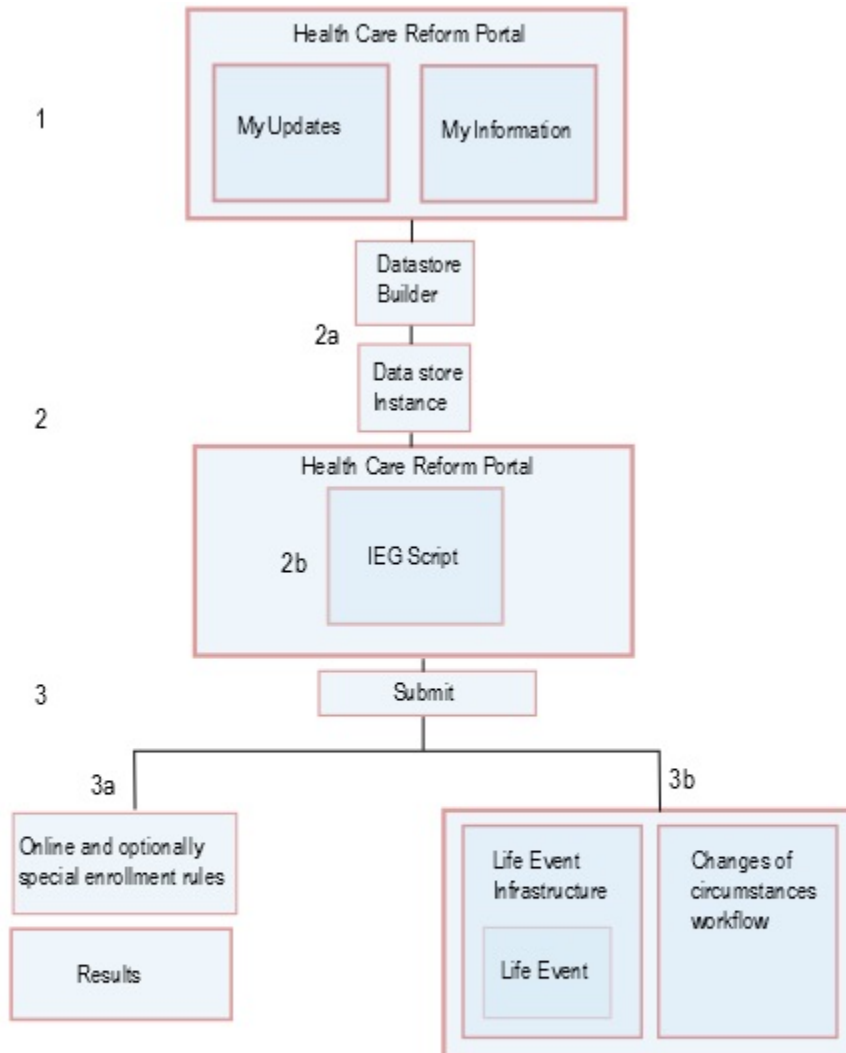 Health Care Reform Portal
1
My Updates
My Information
Datastore
Builder
2a
Data store
Instance
2
Health Care Reform Portal
2b
IEG Script
3
Submit
3a
3b
Online and optionally
special enrollment rules
Results
Life Event
Infrastructure
Life Event
Changes of
circumstances
workflow